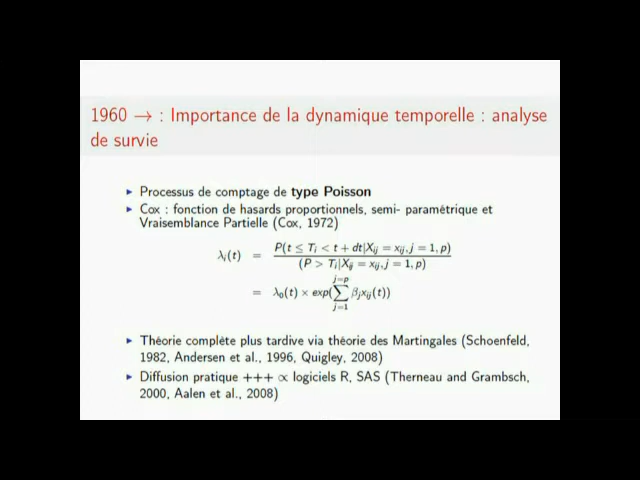 1960 → : Importance de la dynamique temporelle : analyse
de survie
▸ Processus de comptage de type Poisson
▸ Cox : fonction de hasards proportionnels, semi- paramétrique et
Vraisemblance Partielle (Cox, 1972)
λi(t) = P(t ≤ Ti < t + dt|Xij = xij, j = 1, p) / (P > Ti|Xij = xij, j = 1, p)
= λ0(t) × exp(∑_{j=1}^{j=p} βjxij(t))
▸ Théorie complète plus tardive via théorie des Martingales (Schoenfeld,
1982, Andersen et al., 1996, Quigley, 2008)
▸ Diffusion pratique +++ ∝ logiciels R, SAS (Therneau and Grambsch,
2000, Aalen et al., 2008)